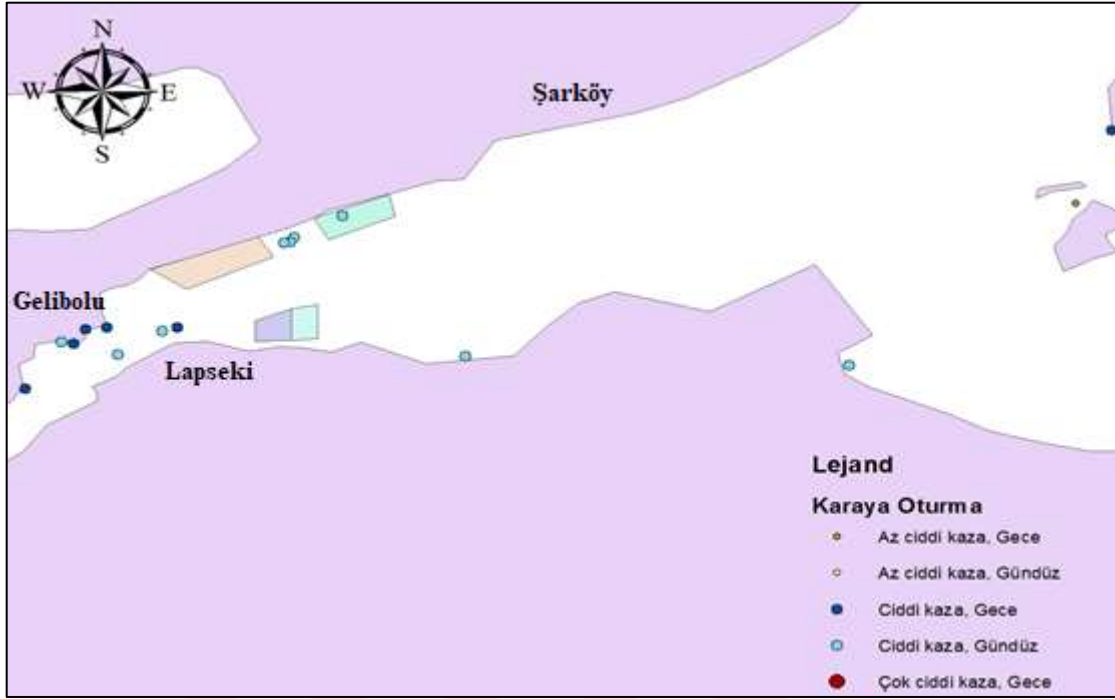 N
W E
S
Şarköy
Gelibolu
Lapseki
Lejand
Karaya Oturma
Az ciddi kaza, Gece
Az ciddi kaza, Gündüz
Ciddi kaza, Gece
Ciddi kaza, Gündüz
Çok ciddi kaza, Gece